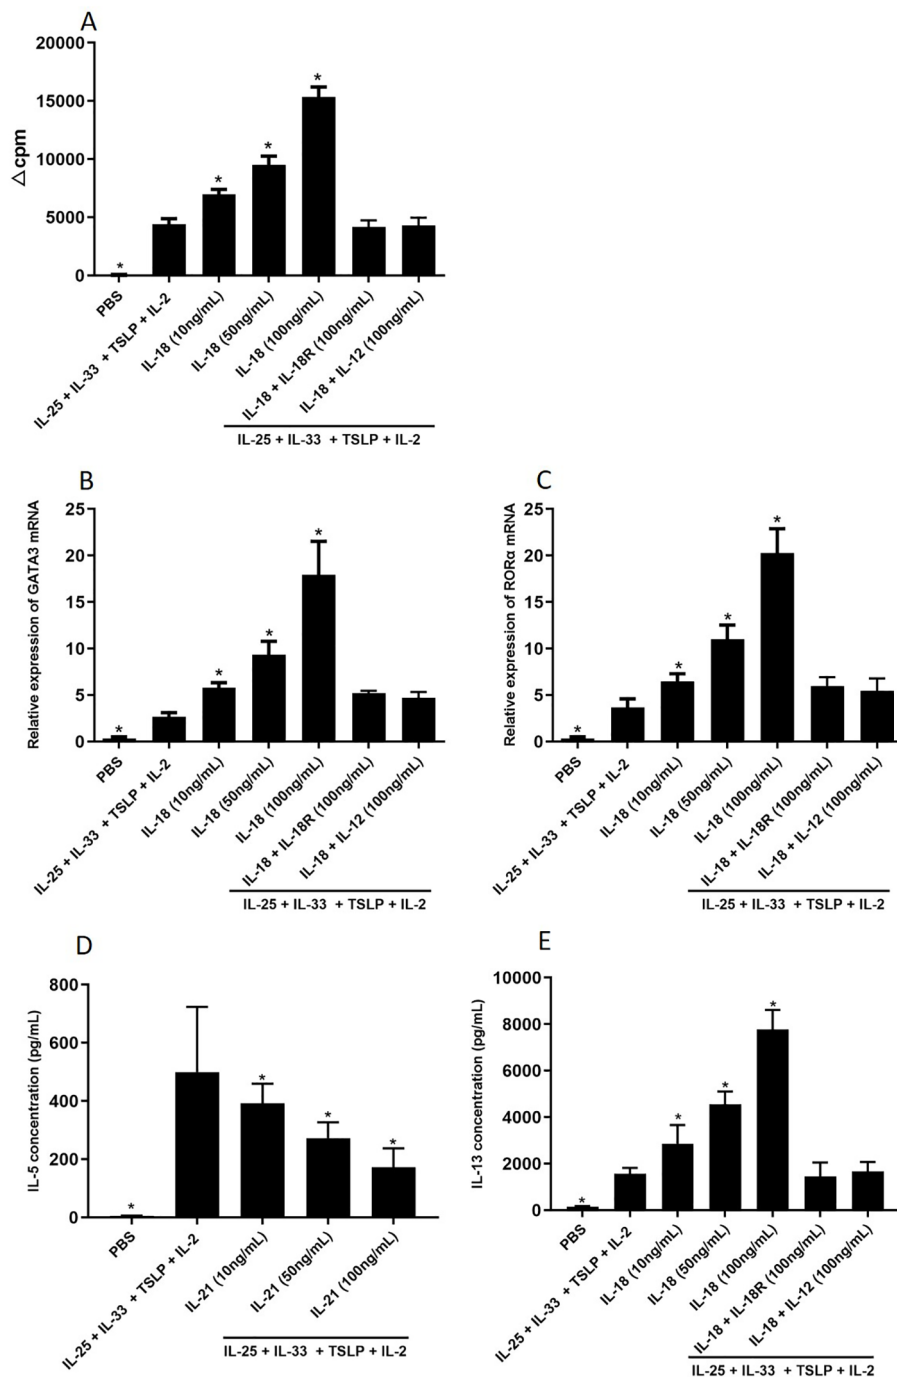 A
△cpm
20000
15000
10000
5000
0
*
*
*
*
PBS
IL-25 + IL-33 + TSLP + IL-2
IL-18 (10ng/mL)
IL-18 (50ng/mL)
IL-18 (100ng/mL)
IL-18 + IL-18R (100ng/mL)
IL-18 + IL-12 (100ng/mL)
IL-25 + IL-33 + TSLP + IL-2
B
Relative expression of GATA3 mRNA
25
20
15
10
5
0
*
*
*
*
PBS
IL-25 + IL-33 + TSLP + IL-2
IL-18 (10ng/mL)
IL-18 (50ng/mL)
IL-18 (100ng/mL)
IL-18 + IL-18R (100ng/mL)
IL-18 + IL-12 (100ng/mL)
IL-25 + IL-33 + TSLP + IL-2
C
Relative expression of RORα mRNA
25
20
15
10
5
0
*
*
*
*
PBS
IL-25 + IL-33 + TSLP + IL-2
IL-18 (10ng/mL)
IL-18 (50ng/mL)
IL-18 (100ng/mL)
IL-18 + IL-18R (100ng/mL)
IL-18 + IL-12 (100ng/mL)
IL-25 + IL-33 + TSLP + IL-2
D
IL-5 concentration (pg/mL)
800
600
400
200
0
*
*
*
*
PBS
IL-25 + IL-33 + TSLP + IL-2
IL-21 (10ng/mL)
IL-21 (50ng/mL)
IL-21 (100ng/mL)
IL-25 + IL-33 + TSLP + IL-2
E
IL-13 concentration (pg/mL)
10000
8000
6000
4000
2000
0
*
*
*
*
PBS
IL-25 + IL-33 + TSLP + IL-2
IL-18 (10ng/mL)
IL-18 (50ng/mL)
IL-18 (100ng/mL)
IL-18 + IL-18R (100ng/mL)
IL-18 + IL-12 (100ng/mL)
IL-25 + IL-33 + TSLP + IL-2